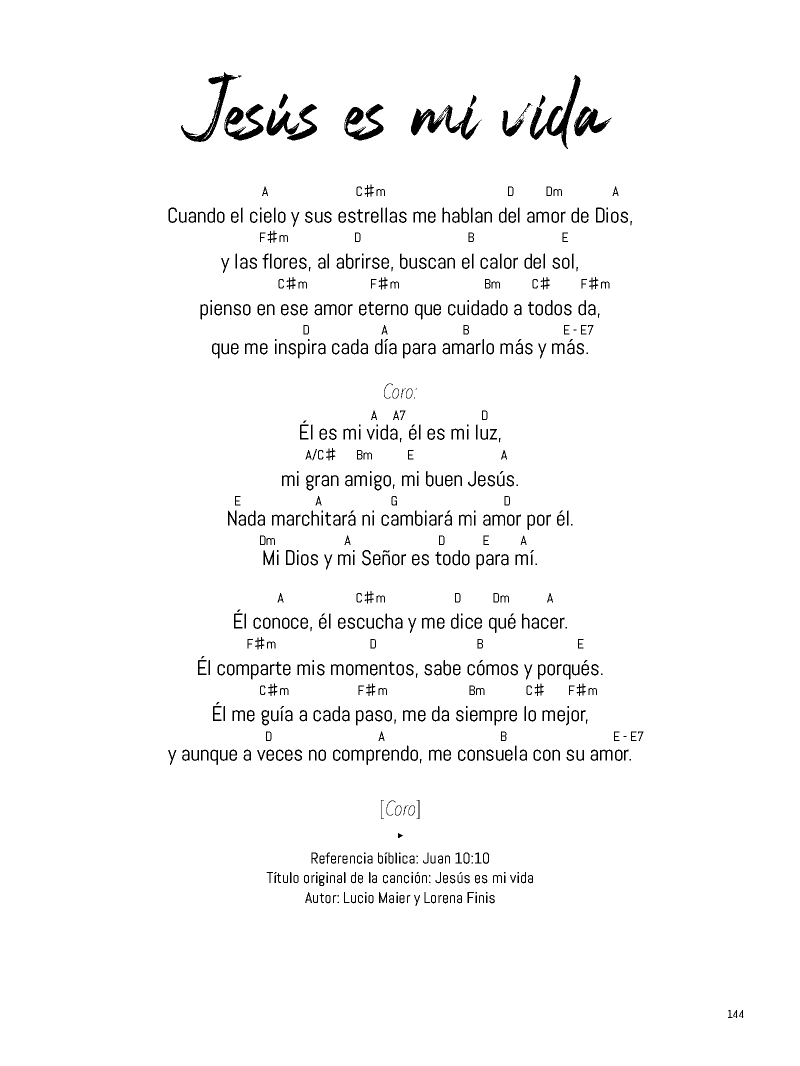 Jesús es mi vida
A C♯m D Dm A
Cuando el cielo y sus estrellas me hablan del amor de Dios,
F♯m D B E
y las flores, al abrirse, buscan el calor del sol,
C♯m F♯m Bm C♯ F♯m
pienso en ese amor eterno que cuidado a todos da,
D A B E - E7
que me inspira cada día para amarlo más y más.
Coro:
A A7 D
Él es mi vida, él es mi luz,
A/C♯ Bm E A
mi gran amigo, mi buen Jesús.
E A G D
Nada marchitará ni cambiará mi amor por él.
Dm A D E A
Mi Dios y mi Señor es todo para mí.
A C♯m D Dm A
Él conoce, él escucha y me dice qué hacer.
F♯m D B E
Él comparte mis momentos, sabe cómos y porqués.
C♯m F♯m Bm C♯ F♯m
Él me guía a cada paso, me da siempre lo mejor,
D A B E - E7
y aunque a veces no comprendo, me consuela con su amor.
[Coro]
Referencia bíblica: Juan 10:10
Título original de la canción: Jesús es mi vida
Autor: Lucio Maier y Lorena Finis
144